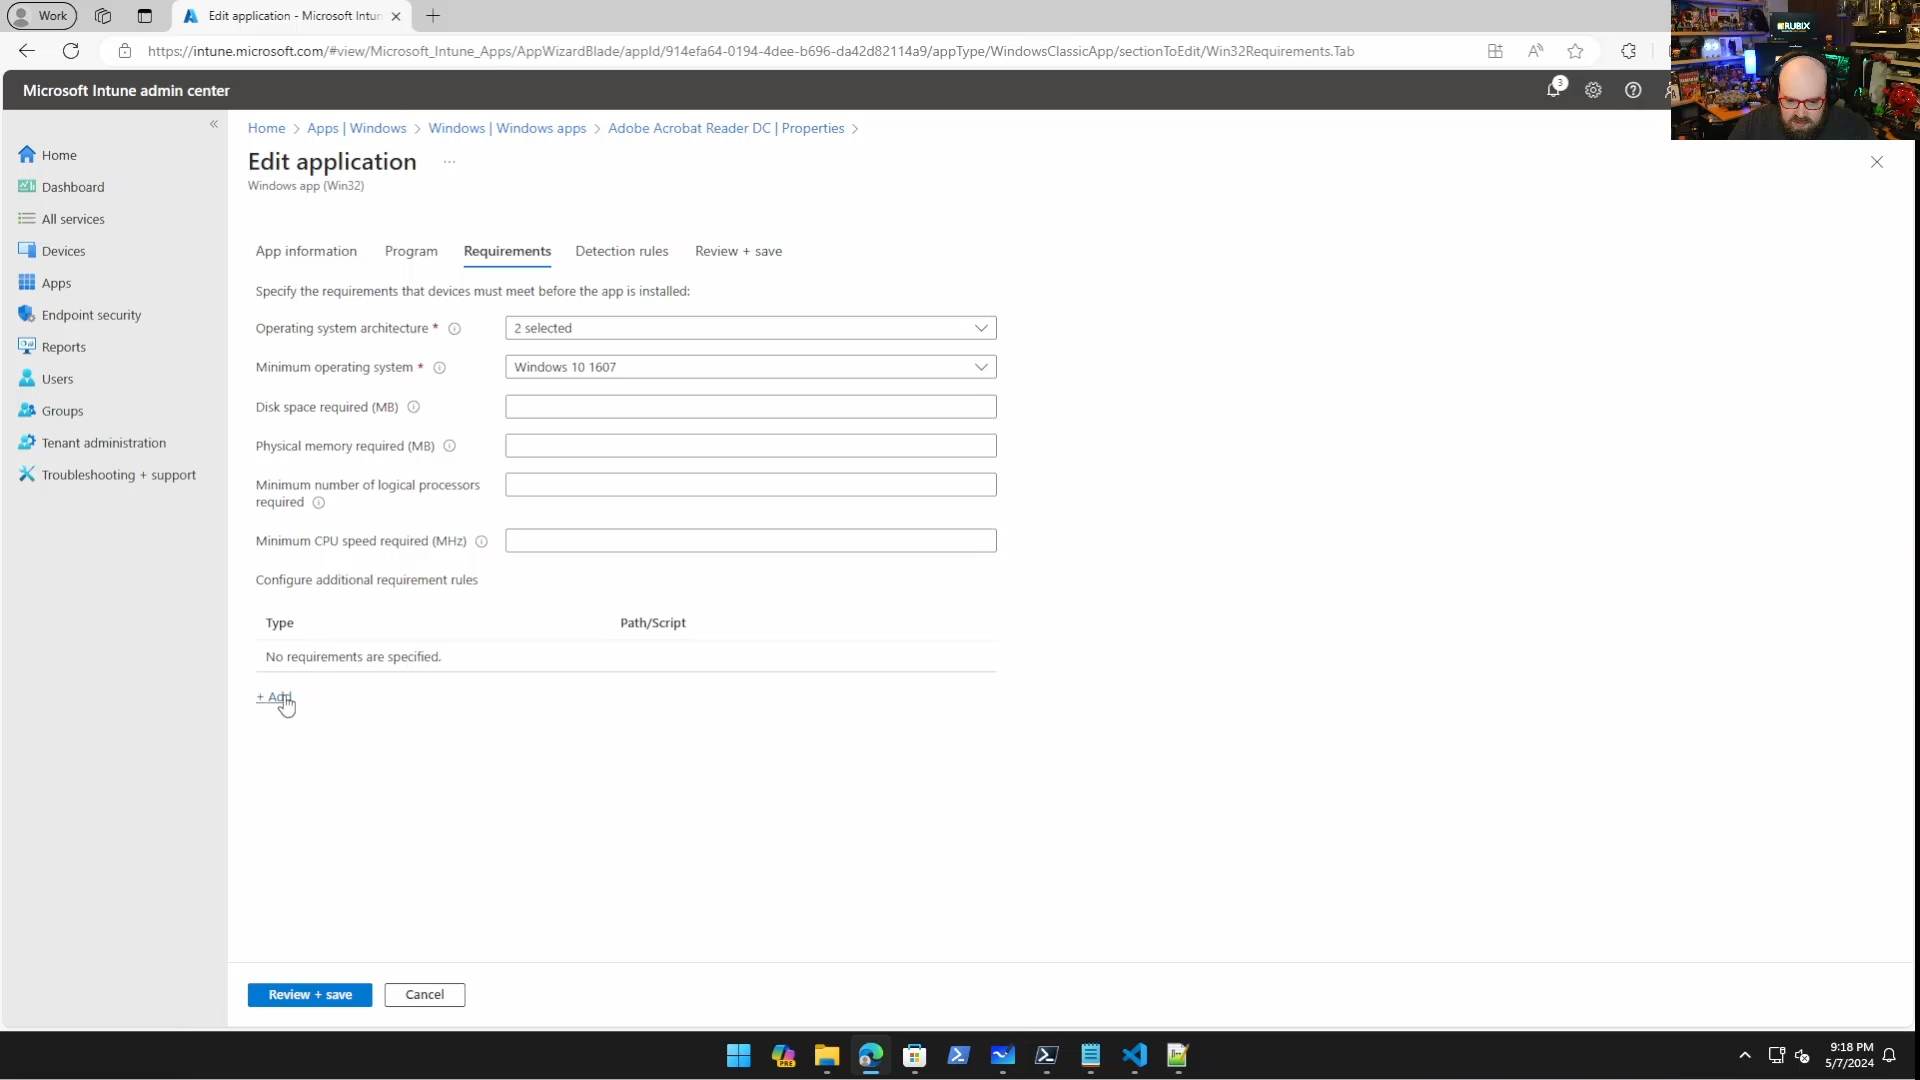 Work
Edit application - Microsoft Intun
https://intune.microsoft.com/#view/Microsoft_Intune_Apps/AppWizardBlade/appId/914efa64-0194-4dee-b696-da42d82114a9/appType/WindowsClassicApp/sectionToEdit/Win32Requirements.Tab
RUBIX
Microsoft Intune admin center
3
Home > Apps | Windows > Windows | Windows apps > Adobe Acrobat Reader DC | Properties >
Edit application ...
Windows app (Win32)
Home
Dashboard
All services
Devices
Apps
Endpoint security
Reports
Users
Groups
Tenant administration
Troubleshooting + support
App information Program Requirements Detection rules Review + save
Specify the requirements that devices must meet before the app is installed:
Operating system architecture * 2 selected
Minimum operating system * Windows 10 1607
Disk space required (MB)
Physical memory required (MB)
Minimum number of logical processors
required
Minimum CPU speed required (MHz)
Configure additional requirement rules
Type Path/Script
No requirements are specified.
+ Add
Review + save Cancel
PRE
9:18 PM
5/7/2024